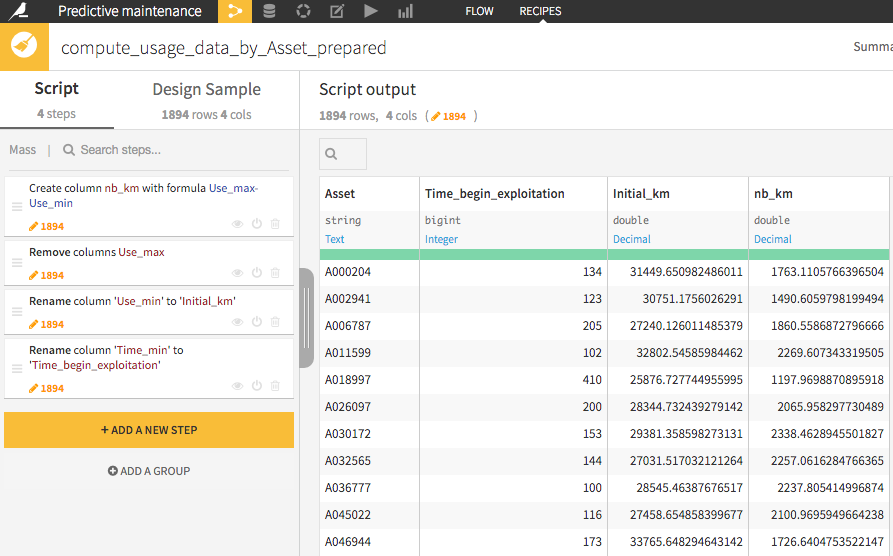 Predictive maintenance
FLOW
RECIPES
compute_usage_data_by_Asset_prepared
Script
4 steps
Design Sample
1894 rows 4 cols
Mass | Search steps...
Create column nb_km with formula Use_max-
Use_min
1894
Remove columns Use_max
1894
Rename column 'Use_min' to 'Initial_km'
1894
Rename column 'Time_min' to
'Time_begin_exploitation'
1894
+ ADD A NEW STEP
ADD A GROUP
Script output
1894 rows, 4 cols ( 1894 )
Asset Time_begin_exploitation Initial_km nb_km
string bigint double double
Text Integer Decimal Decimal
A000204 134 31449.650982486011 1763.1105766396504
A002941 123 30751.1756026291 1490.6059798199494
A006787 205 27240.126011485379 1860.5586872796666
A011599 102 32802.54585984462 2269.607343319505
A018997 410 25876.727744955995 1197.9698870895918
A026097 200 28344.732439279142 2065.958297730489
A030172 153 29381.358598273131 2338.4628945501827
A032565 144 27031.517032121264 2257.0616284766365
A036777 100 28545.46387676517 2237.805414996874
A045022 116 27458.654858399677 2100.9695949664238
A046944 173 33765.648294643142 1726.6404753522147